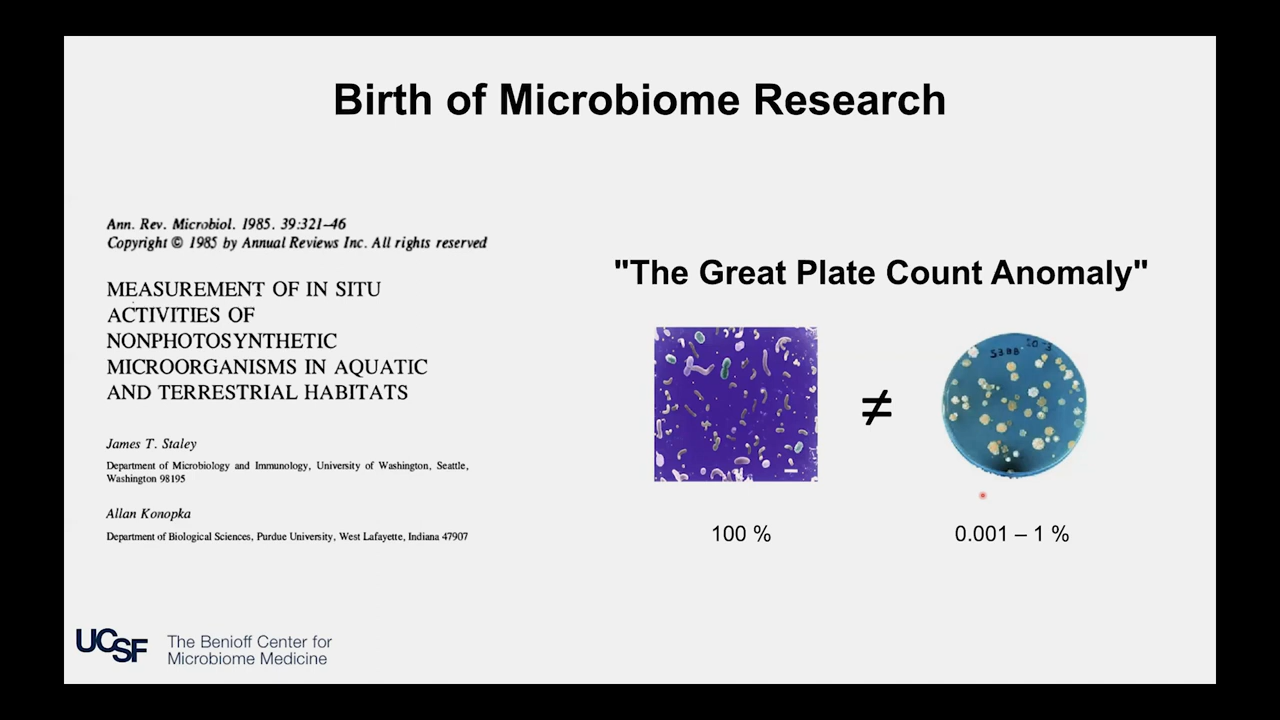 Birth of Microbiome Research
Ann. Rev. Microbiol. 1985. 39:321–46
Copyright © 1985 by Annual Reviews Inc. All rights reserved
MEASUREMENT OF IN SITU
ACTIVITIES OF
NONPHOTOSYNTHETIC
MICROORGANISMS IN AQUATIC
AND TERRESTRIAL HABITATS
James T. Staley
Department of Microbiology and Immunology, University of Washington, Seattle,
Washington 98195
Allan Konopka
Department of Biological Sciences, Purdue University, West Lafayette, Indiana 47907
"The Great Plate Count Anomaly"
≠
100 %
0.001 – 1 %
UCSF
The Benioff Center for
Microbiome Medicine